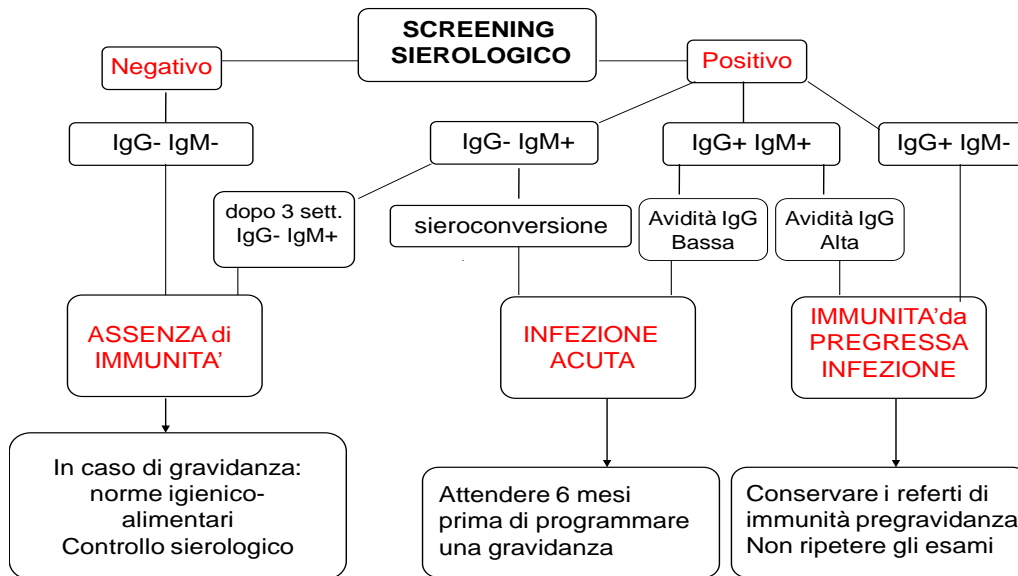 SCREENING
SIEROLOGICO
Negativo
Positivo
IgG- IgM-
IgG- IgM+
IgG+ IgM+
IgG+ IgM-
dopo 3 sett.
IgG- IgM+
sieroconversione
Avidità IgG
Bassa
Avidità IgG
Alta
ASSENZA di
IMMUNITA’
INFEZIONE
ACUTA
IMMUNITA’da
PREGRESSA
INFEZIONE
In caso di gravidanza:
norme igienico-
alimentari
Controllo sierologico
Attendere 6 mesi
prima di programmare
una gravidanza
Conservare i referti di
immunità pregravidanza
Non ripetere gli esami